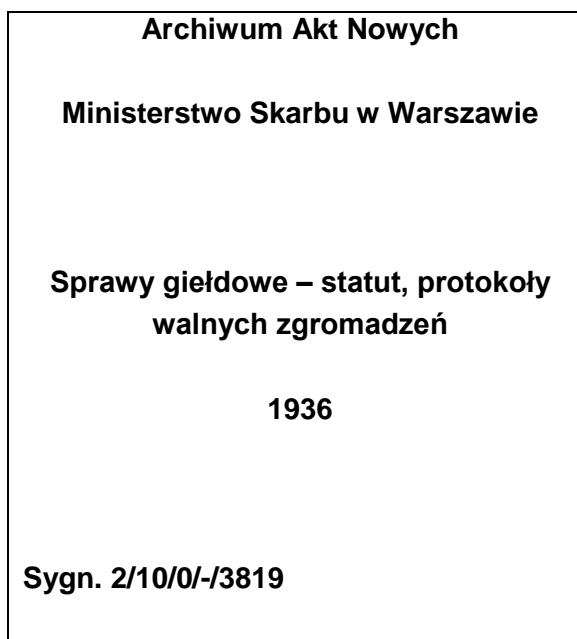 Archiwum Akt Nowych
Ministerstwo Skarbu w Warszawie
Sprawy giełdowe – statut, protokoły
walnych zgromadzeń
1936
Sygn. 2/10/0/-/3819